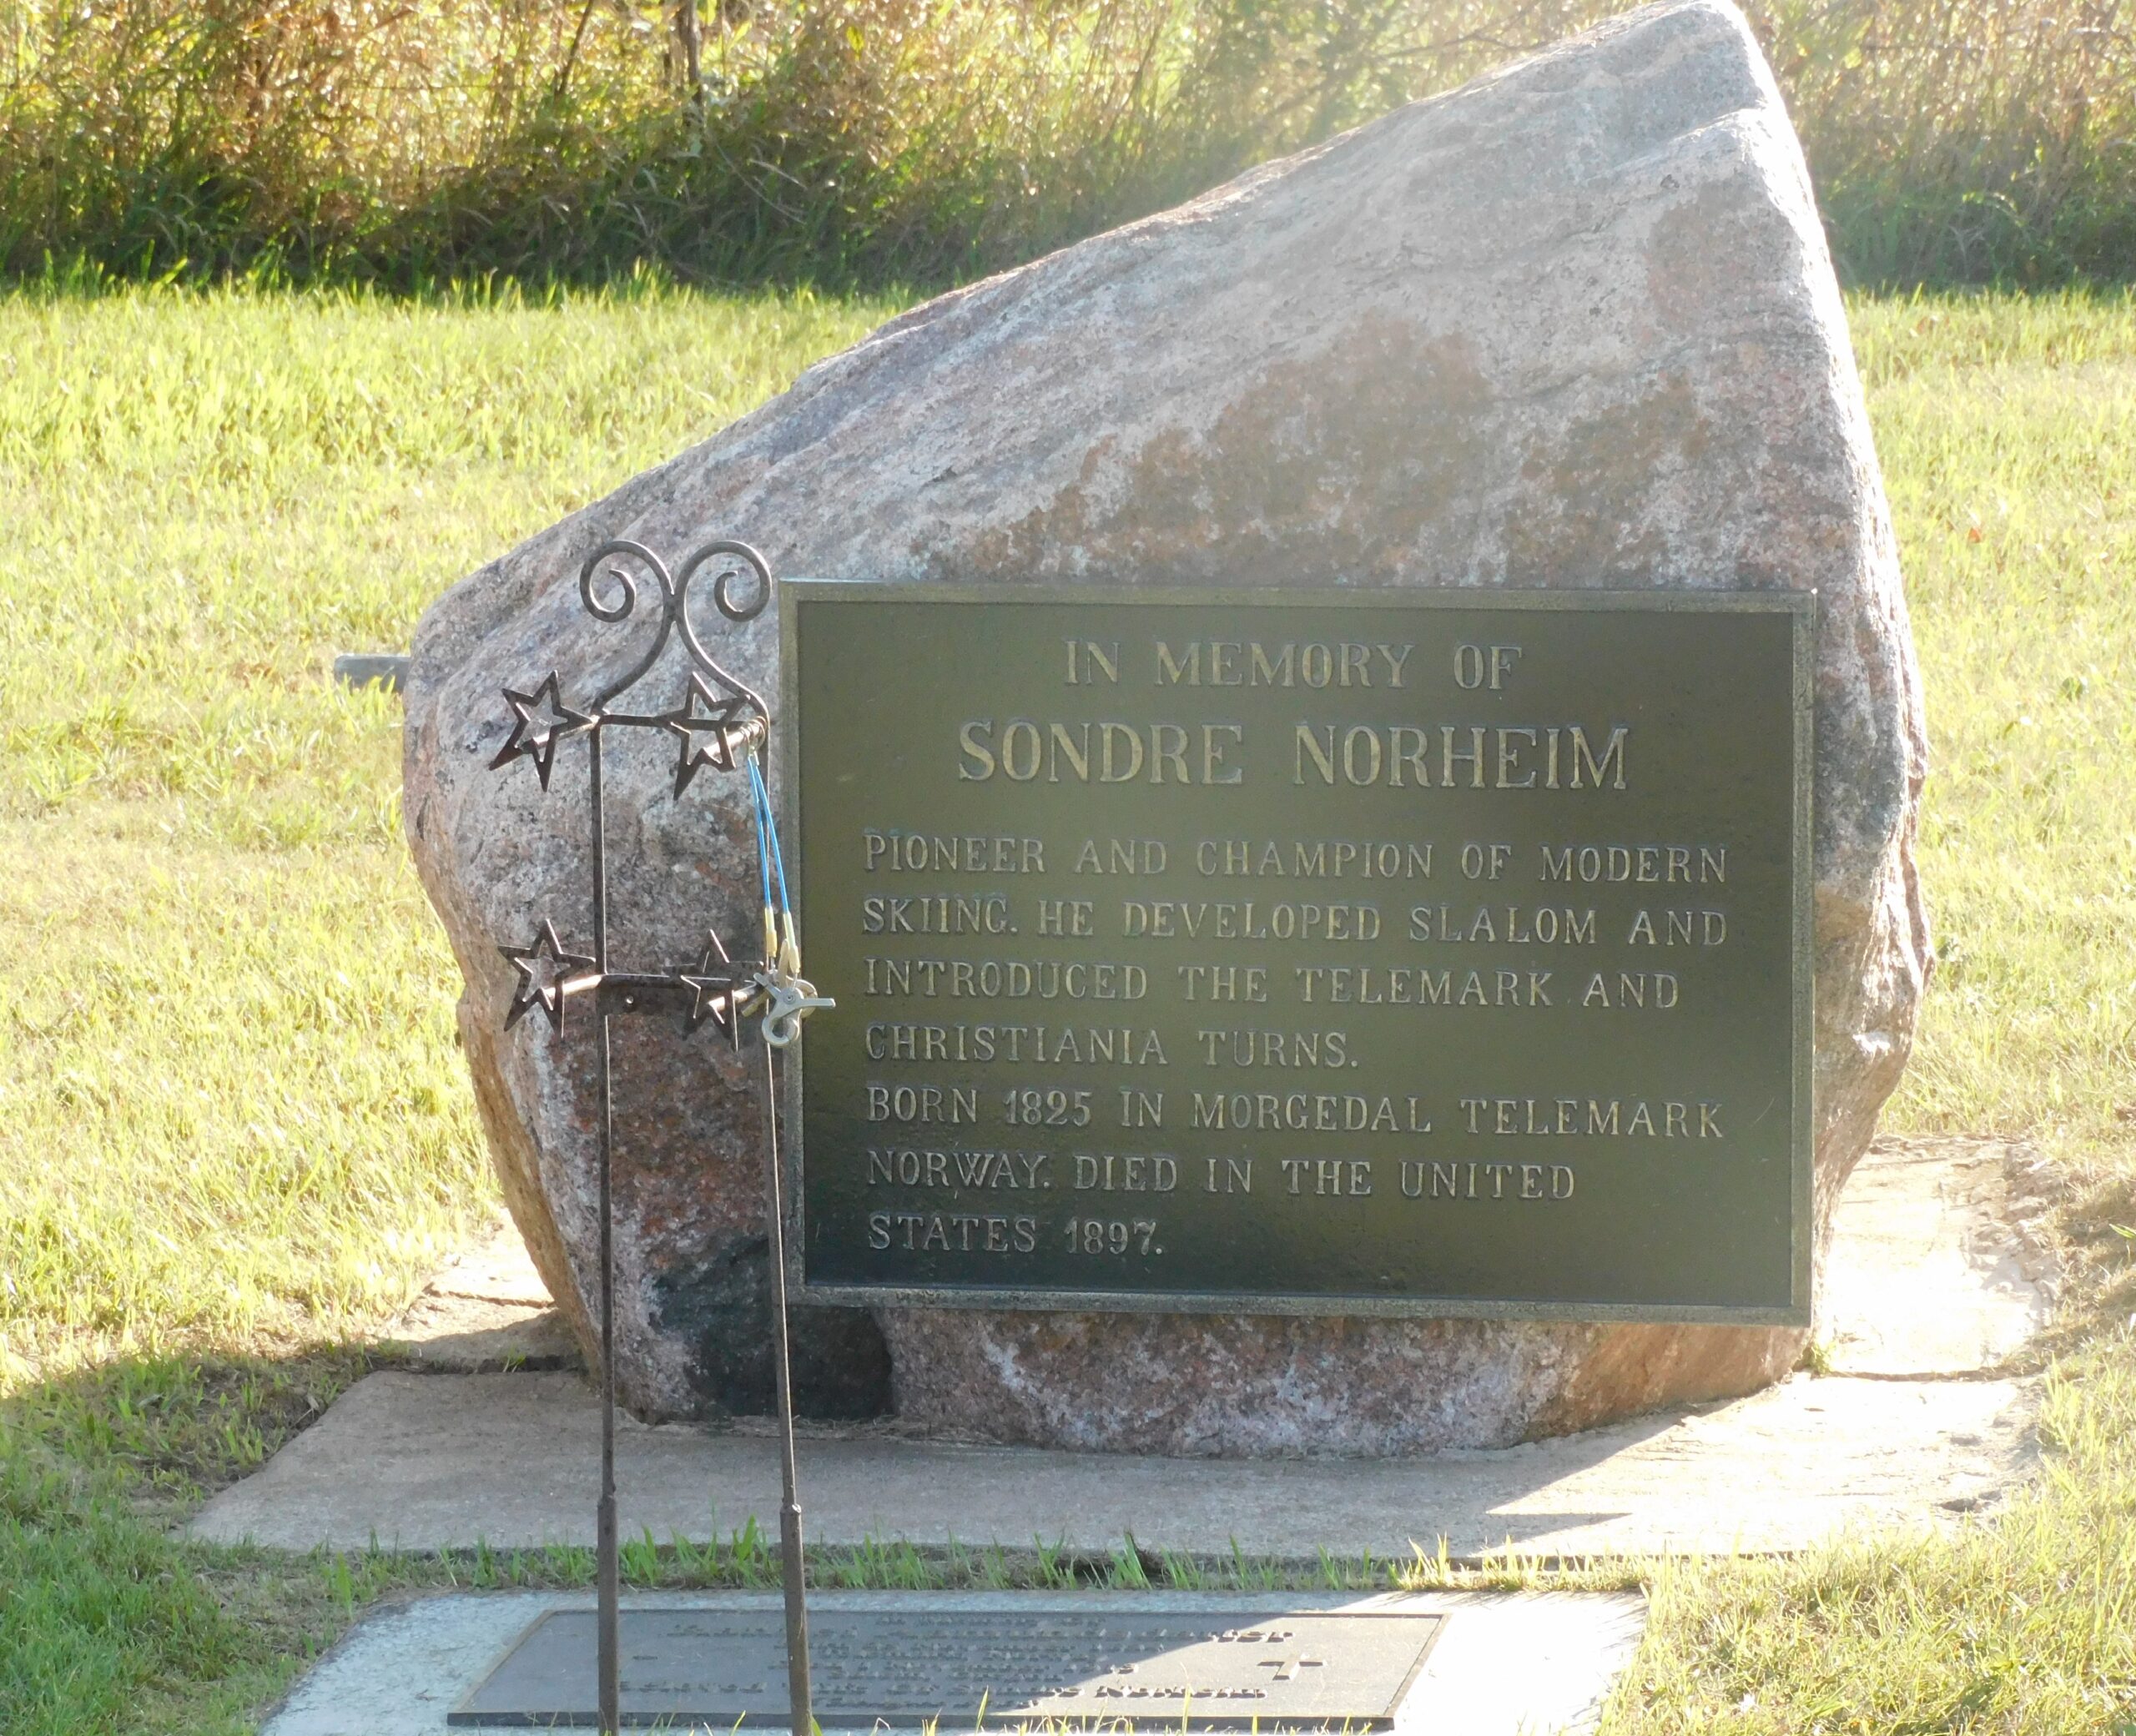 IN MEMORY OF
SONDRE NORHEIM
PIONEER AND CHAMPION OF MODERN
SKIING. HE DEVELOPED SLALOM AND
INTRODUCED THE TELEMARK AND
CHRISTIANIA TURNS.
BORN 1825 IN MORGEDAL TELEMARK
NORWAY. DIED IN THE UNITED
STATES 1897.